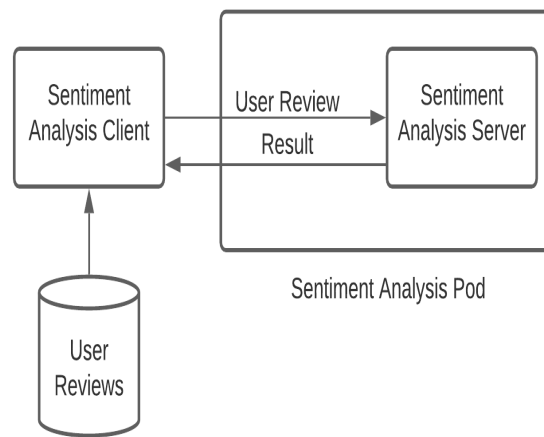 Sentiment
Analysis Client
User Review
Result
Sentiment
Analysis Server
Sentiment Analysis Pod
User
Reviews